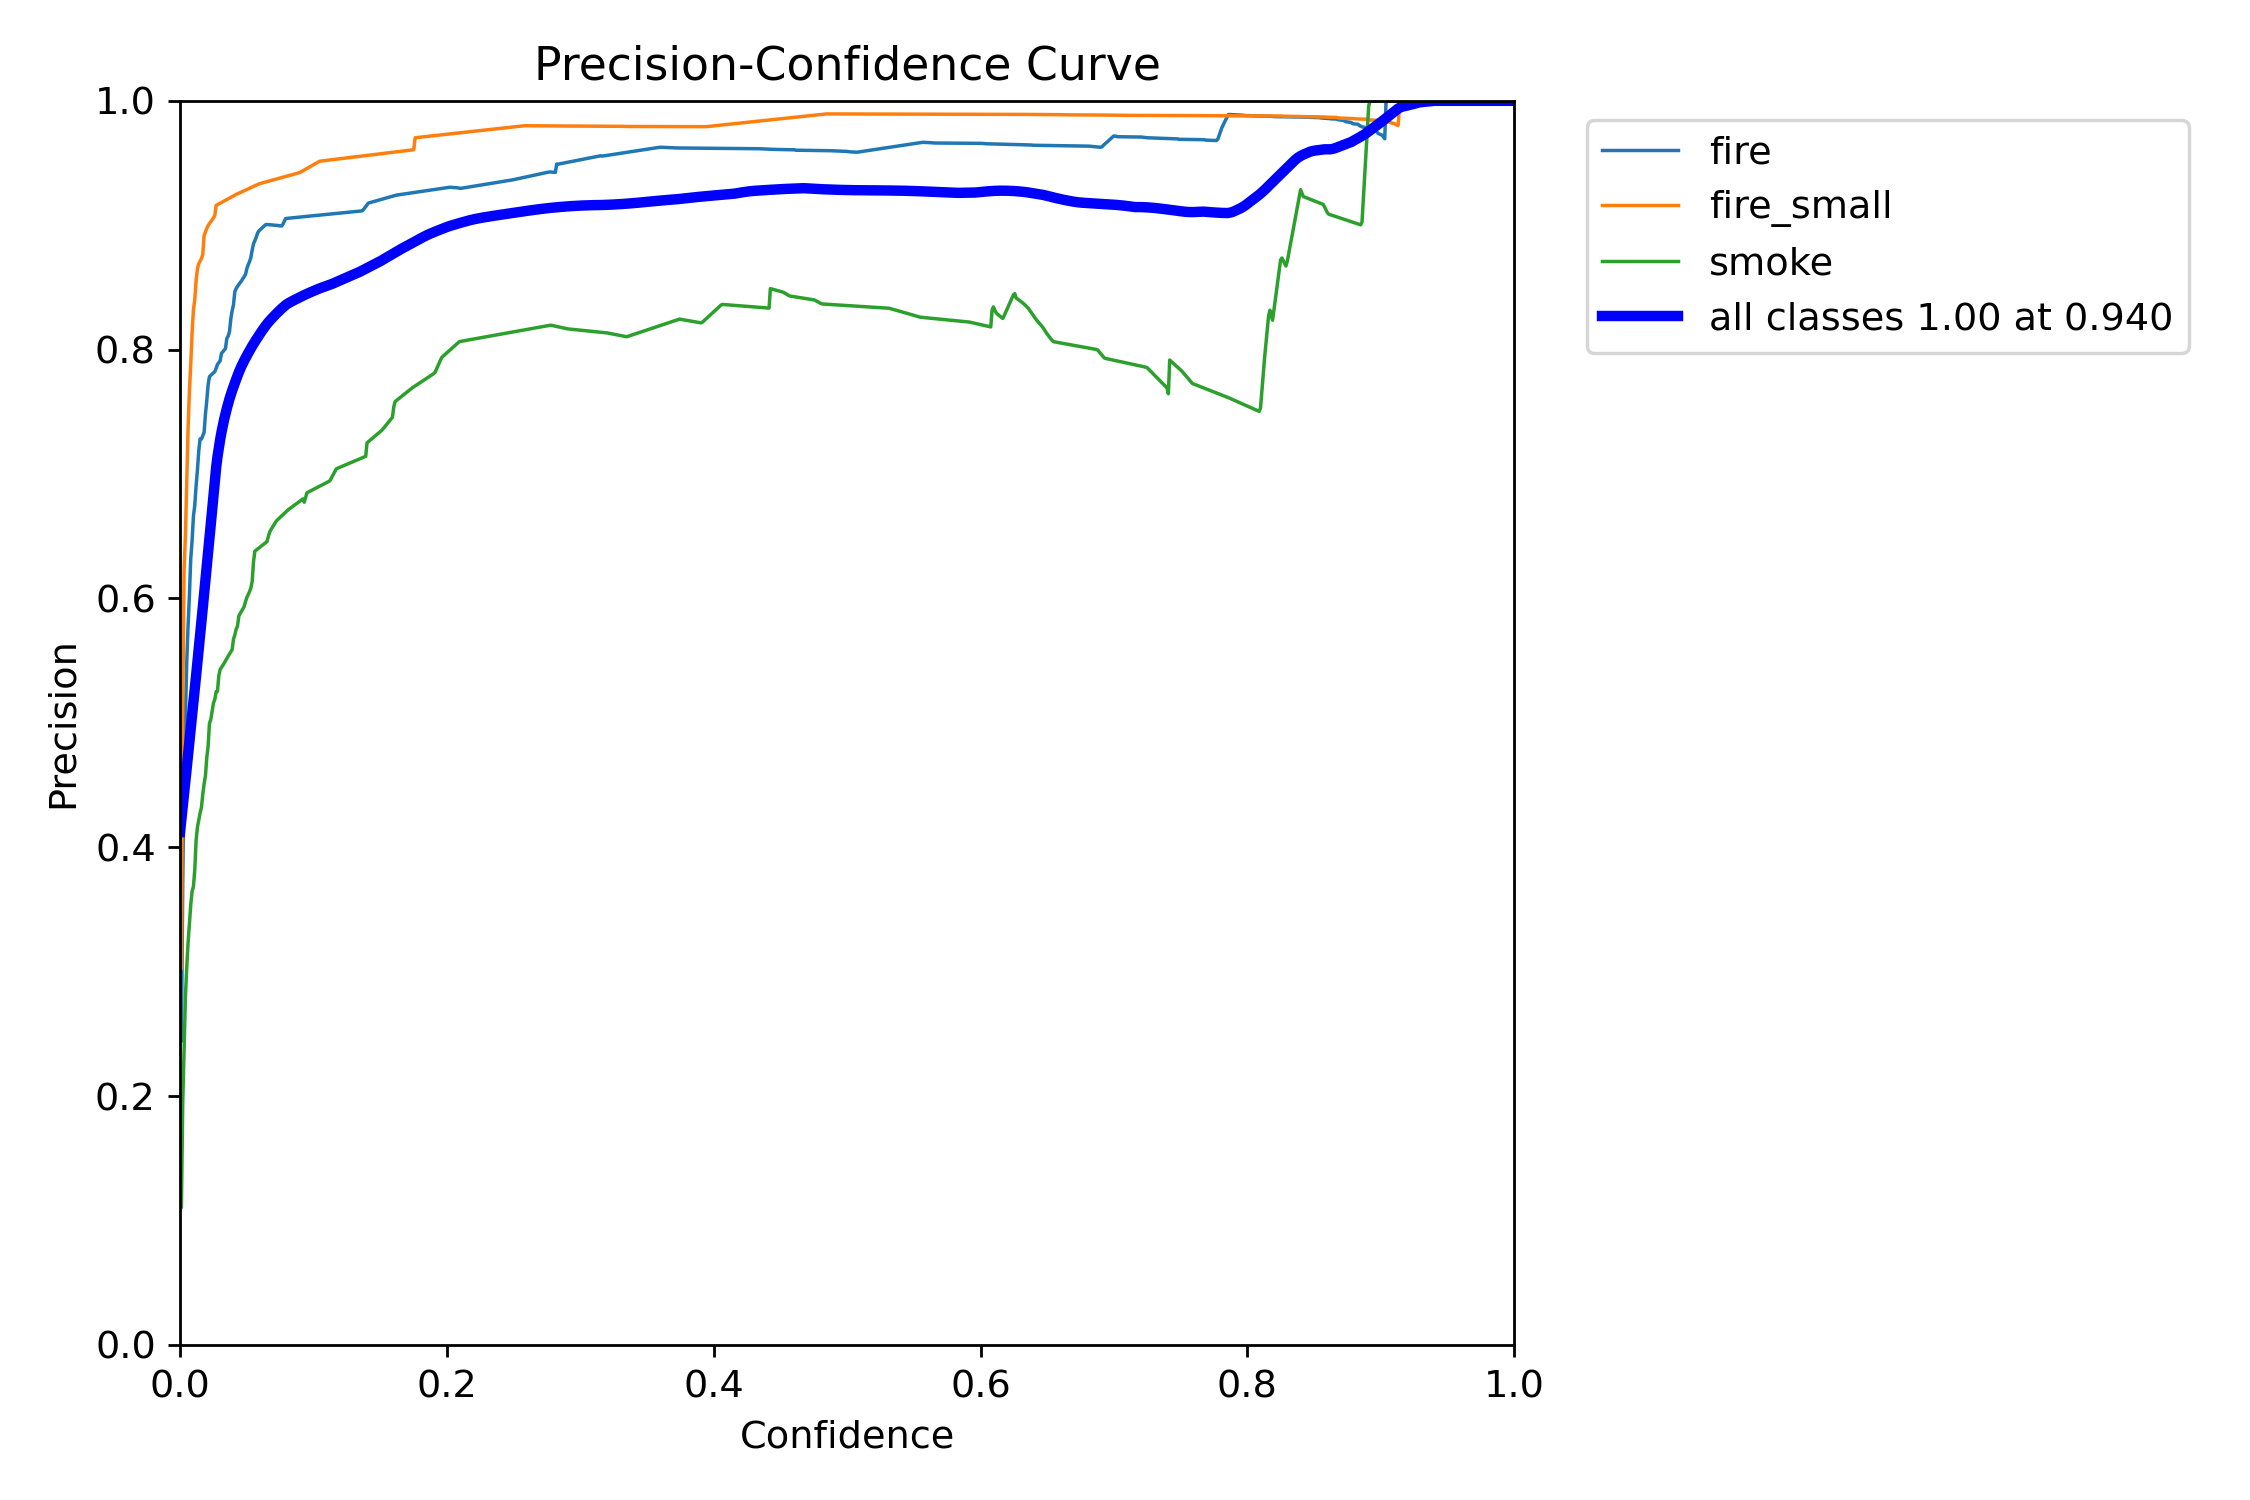 Precision-Confidence Curve
1.0
0.8
0.6
0.4
0.2
0.0
Precision
0.0 0.2 0.4 0.6 0.8 1.0
Confidence
fire
fire_small
smoke
all classes 1.00 at 0.940